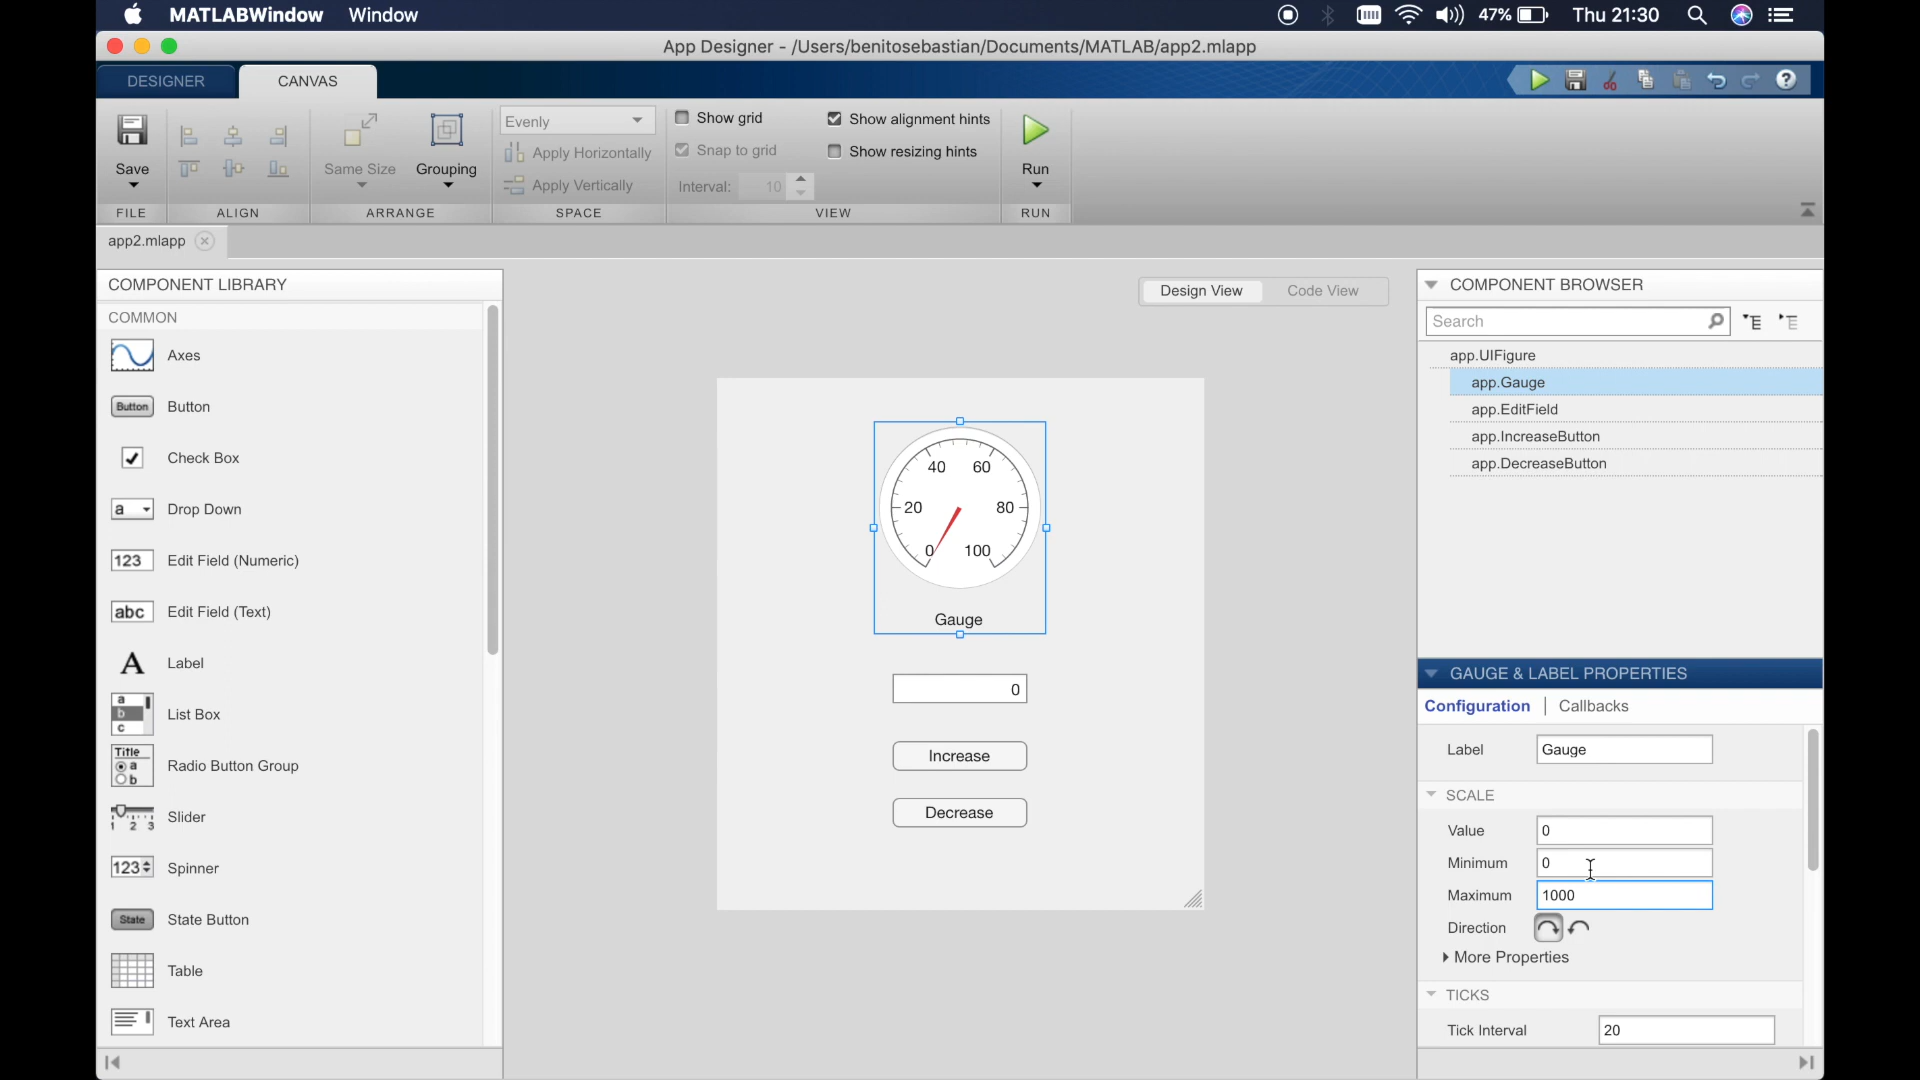 MATLABWindow Window 47% Thu 21:30
App Designer - /Users/benitosebastian/Documents/MATLAB/app2.mlapp
DESIGNER CANVAS
Save
FILE
ALIGN
Same Size Grouping
ARRANGE
Evenly
Apply Horizontally
Apply Vertically
SPACE
Show grid Show alignment hints
Snap to grid Show resizing hints
Interval: 10
VIEW
Run
RUN
app2.mlapp
COMPONENT LIBRARY
COMMON
Axes
Button Button
Check Box
a Drop Down
123 Edit Field (Numeric)
abc Edit Field (Text)
A Label
a b c List Box
Title a b Radio Button Group
1 2 3 Slider
123 Spinner
State State Button
Table
Text Area
Design View Code View
40 60
20 80
0 100
Gauge
0
Increase
Decrease
COMPONENT BROWSER
Search
app.UIFigure
app.Gauge
app.EditField
app.IncreaseButton
app.DecreaseButton
GAUGE & LABEL PROPERTIES
Configuration | Callbacks
Label Gauge
SCALE
Value 0
Minimum 0
Maximum 1000
Direction
More Properties
TICKS
Tick Interval 20